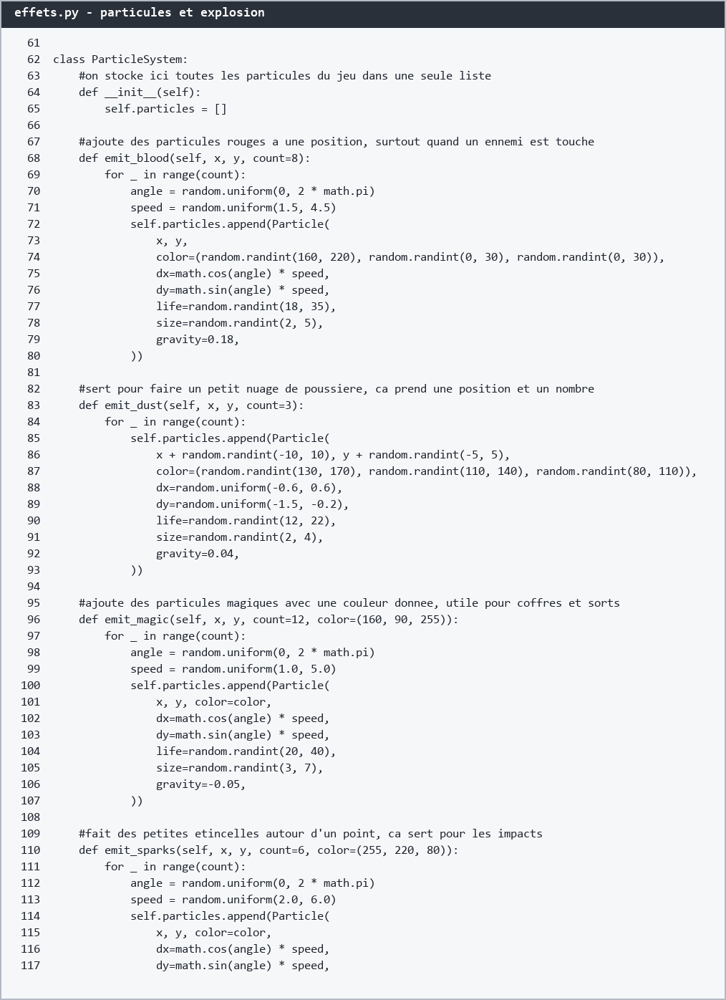 effets.py - particules et explosion
61
62  class ParticleSystem:
63      #on stocke ici toutes les particules du jeu dans une seule liste
64      def __init__(self):
65          self.particles = []
66
67      #ajoute des particules rouges a une position, surtout quand un ennemi est touche
68      def emit_blood(self, x, y, count=8):
69          for _ in range(count):
70              angle = random.uniform(0, 2 * math.pi)
71              speed = random.uniform(1.5, 4.5)
72              self.particles.append(Particle(
73                  x, y,
74                  color=(random.randint(160, 220), random.randint(0, 30), random.randint(0, 30)),
75                  dx=math.cos(angle) * speed,
76                  dy=math.sin(angle) * speed,
77                  life=random.randint(18, 35),
78                  size=random.randint(2, 5),
79                  gravity=0.18,
80              ))
81
82      #sert pour faire un petit nuage de poussiere, ca prend une position et un nombre
83      def emit_dust(self, x, y, count=3):
84          for _ in range(count):
85              self.particles.append(Particle(
86                  x + random.randint(-10, 10), y + random.randint(-5, 5),
87                  color=(random.randint(130, 170), random.randint(110, 140), random.randint(80, 110)),
88                  dx=random.uniform(-0.6, 0.6),
89                  dy=random.uniform(-1.5, -0.2),
90                  life=random.randint(12, 22),
91                  size=random.randint(2, 4),
92                  gravity=0.04,
93              ))
94
95      #ajoute des particules magiques avec une couleur donnee, utile pour coffres et sorts
96      def emit_magic(self, x, y, count=12, color=(160, 90, 255)):
97          for _ in range(count):
98              angle = random.uniform(0, 2 * math.pi)
99              speed = random.uniform(1.0, 5.0)
100              self.particles.append(Particle(
101                  x, y, color=color,
102                  dx=math.cos(angle) * speed,
103                  dy=math.sin(angle) * speed,
104                  life=random.randint(20, 40),
105                  size=random.randint(3, 7),
106                  gravity=-0.05,
107              ))
108
109      #fait des petites etincelles autour d'un point, ca sert pour les impacts
110      def emit_sparks(self, x, y, count=6, color=(255, 220, 80)):
111          for _ in range(count):
112              angle = random.uniform(0, 2 * math.pi)
113              speed = random.uniform(2.0, 6.0)
114              self.particles.append(Particle(
115                  x, y, color=color,
116                  dx=math.cos(angle) * speed,
117                  dy=math.sin(angle) * speed,